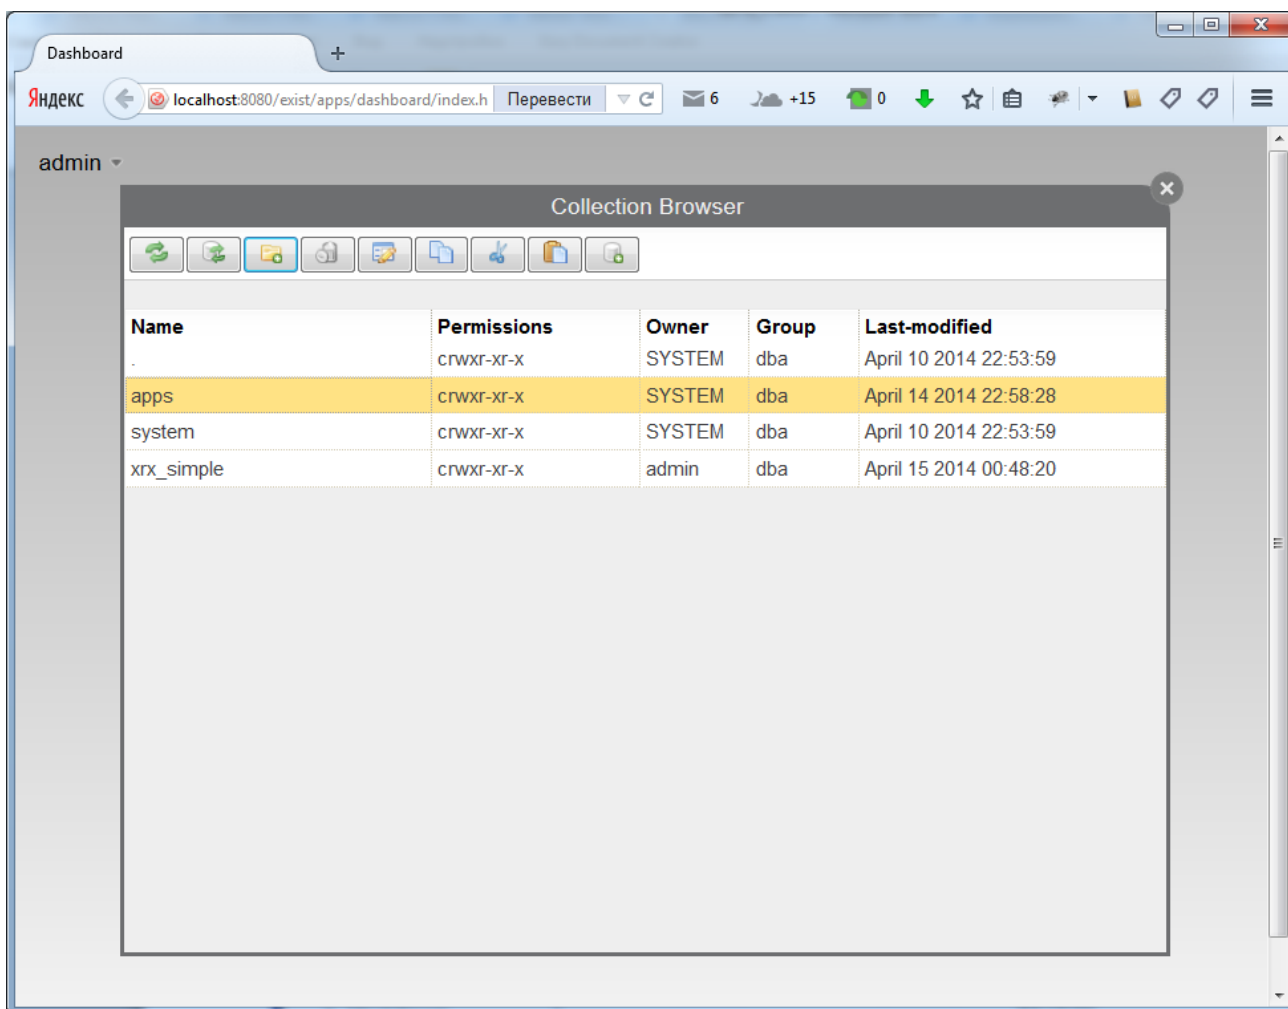 Dashboard
Яндекс localhost:8080/exist/apps/dashboard/index.h Перевести 6 +15 0
admin
Collection Browser
Name Permissions Owner Group Last-modified
. crwxr-xr-x SYSTEM dba April 10 2014 22:53:59
apps crwxr-xr-x SYSTEM dba April 14 2014 22:58:28
system crwxr-xr-x SYSTEM dba April 10 2014 22:53:59
xrx_simple crwxr-xr-x admin dba April 15 2014 00:48:20